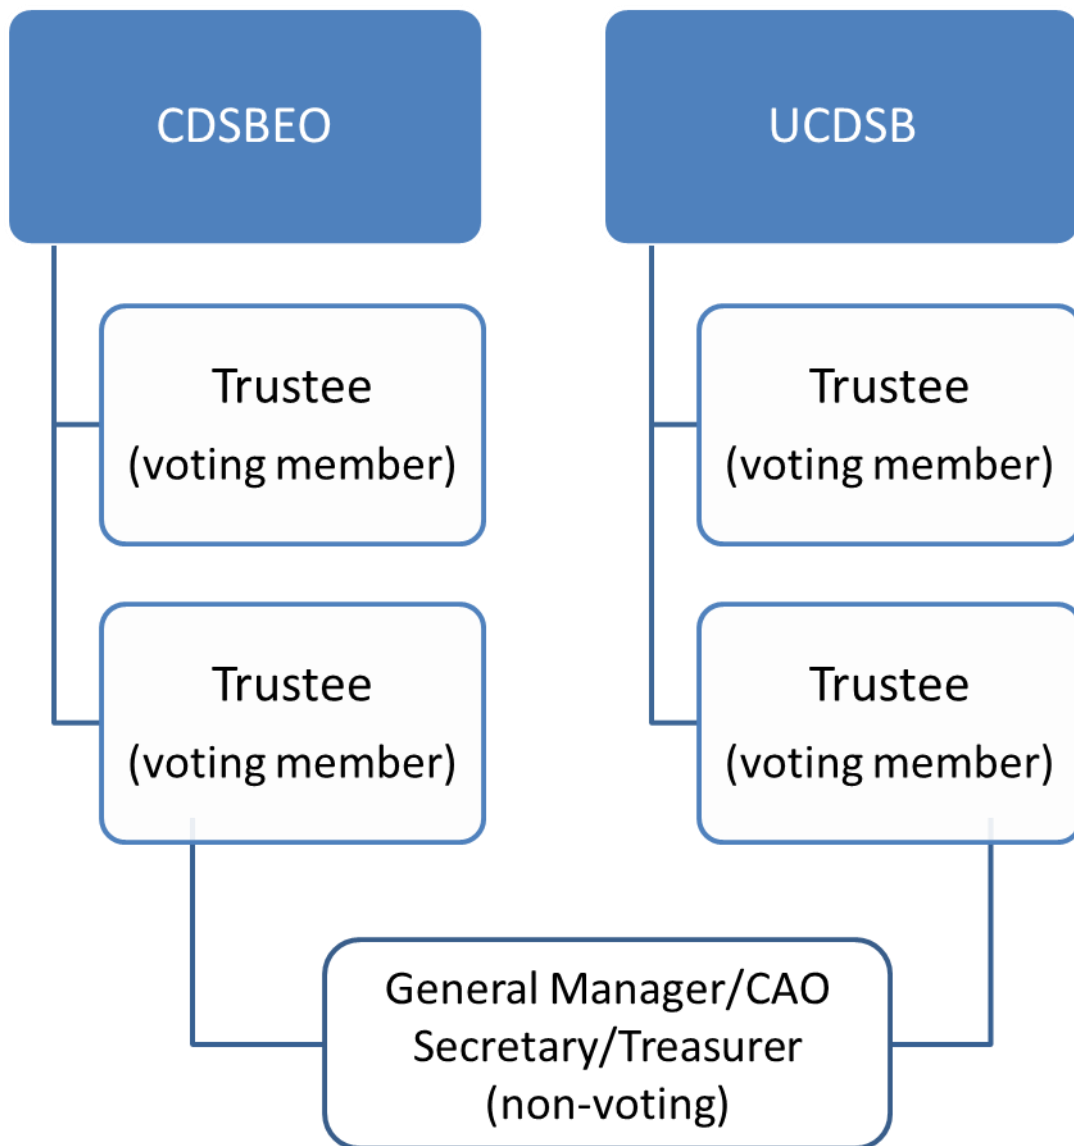 CDSBEO
UCDSB
Trustee
(voting member)
Trustee
(voting member)
Trustee
(voting member)
Trustee
(voting member)
General Manager/CAO
Secretary/Treasurer
(non-voting)